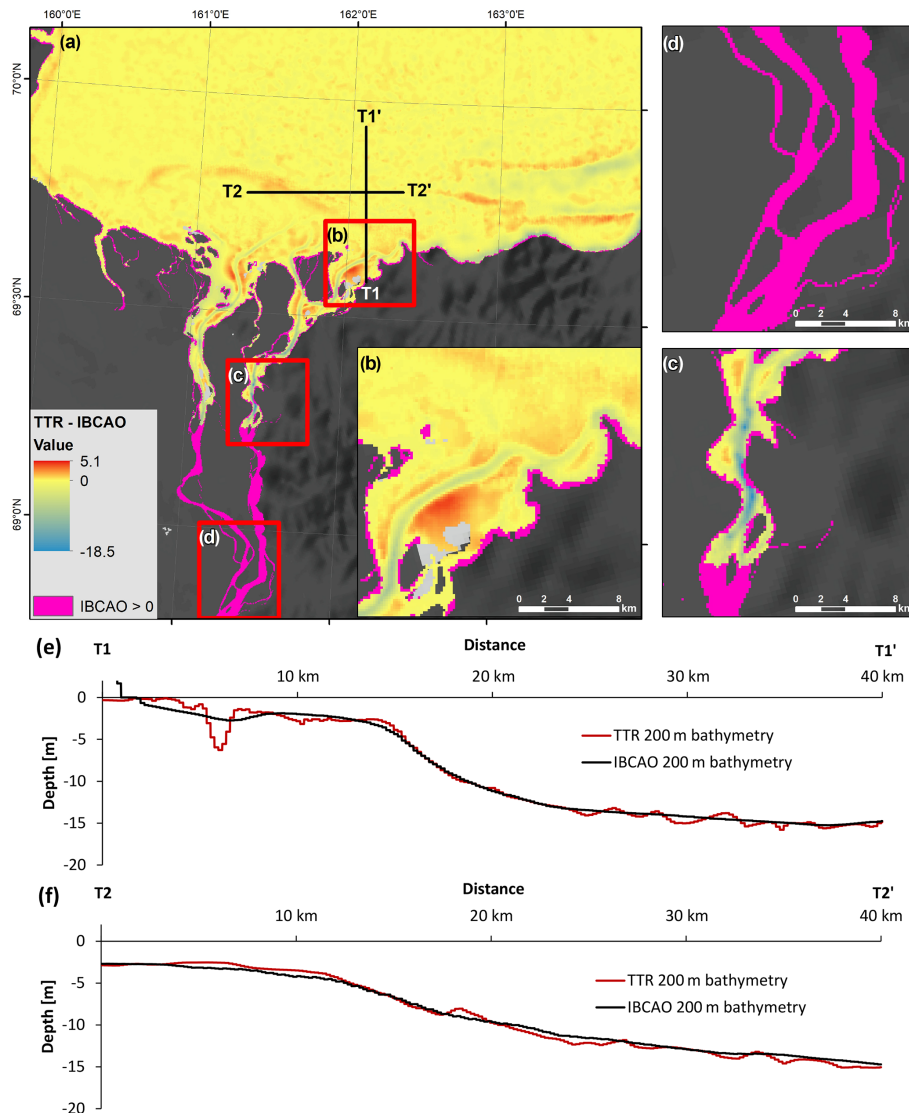 160°0'E 161°0'E 162°0'E 163°0'E
(a)
70°0'N
T1'
T2 T2'
(b)
T1
69°30'N
(c)
(b)
TTR - IBCAO
Value
5.1
0
-18.5
IBCAO > 0
69°0'N
(d)
0 2 4 8
km
(d)
0 2 4 8
km
(c)
0 2 4 8
km
(e)
T1 Distance T1'
10 km 20 km 30 km 40 km
0
-5
-10
-15
-20
Depth [m]
TTR 200 m bathymetry
IBCAO 200 m bathymetry
(f)
T2 Distance T2'
10 km 20 km 30 km 40 km
0
-5
-10
-15
-20
Depth [m]
TTR 200 m bathymetry
IBCAO 200 m bathymetry